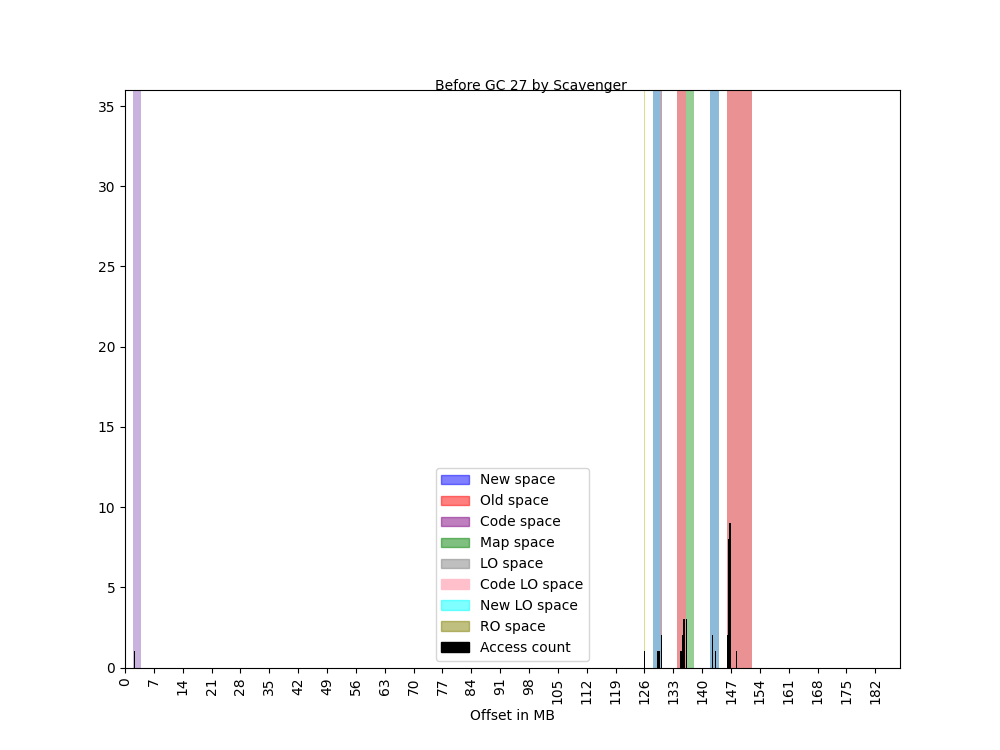 Before GC 27 by Scavenger
35
30
25
20
15
10
5
0
New space
Old space
Code space
Map space
LO space
Code LO space
New LO space
RO space
Access count
0 7 14 21 28 35 42 49 56 63 70 77 84 91 98 105 112 119 126 133 140 147 154 161 168 175 182
Offset in MB